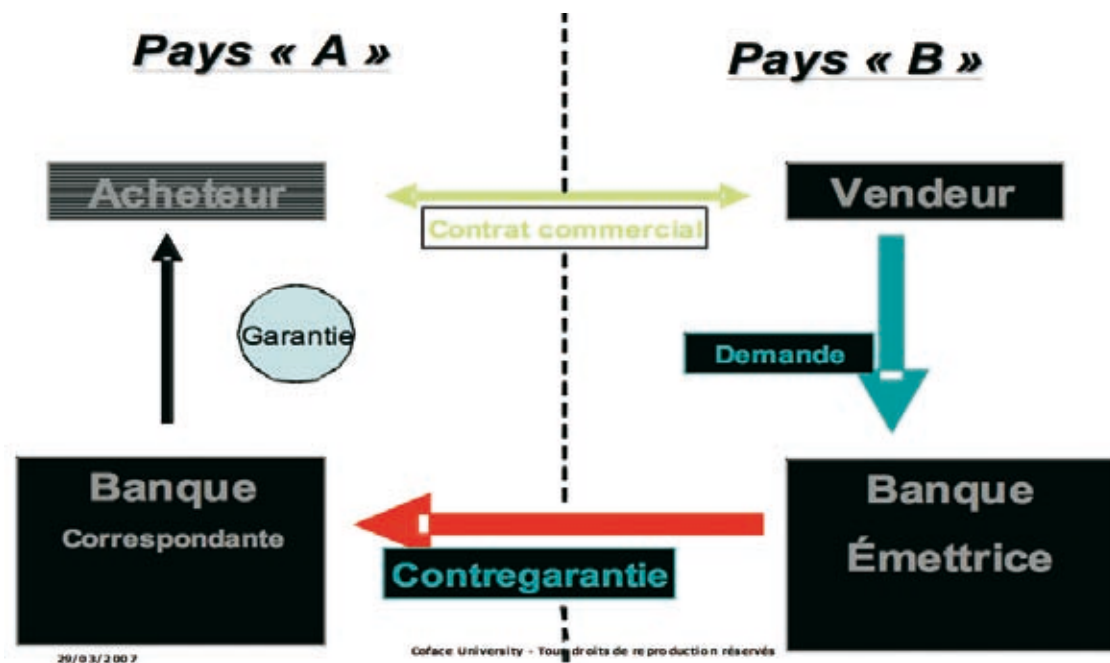 Pays « A »
Pays « B »
Acheteur
Vendeur
Contrat commercial
Garantie
Demande
Banque
Correspondante
Banque
Émettrice
Contregarantie
29/03/2007
Coface University - Tous droits de reproduction réservés